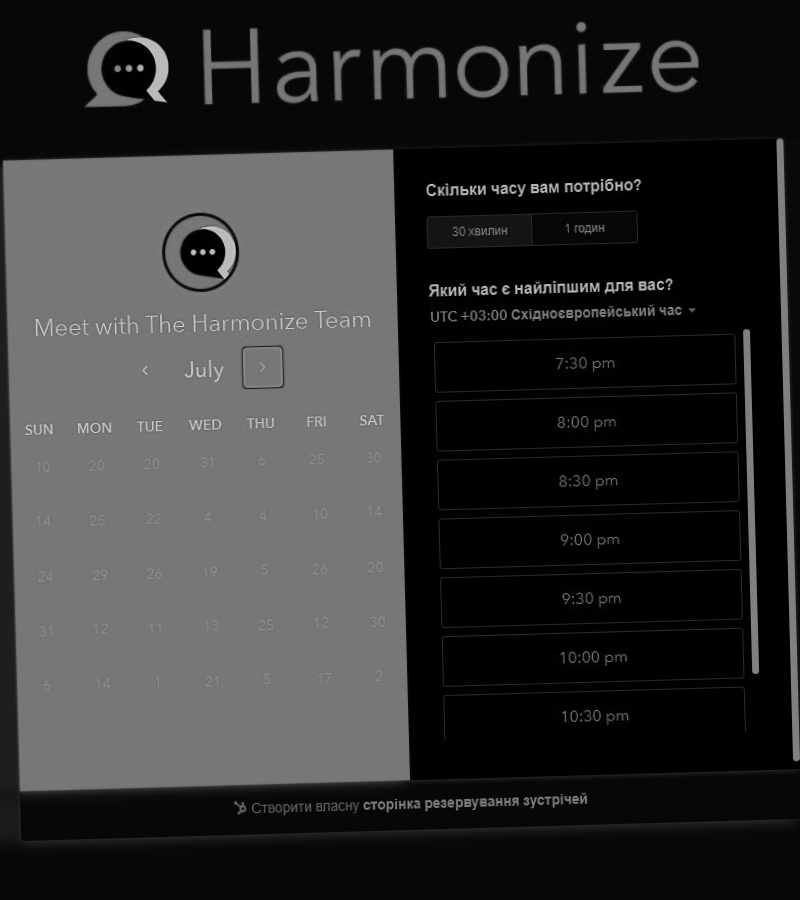 Harmonize
Meet with The Harmonize Team
‹ July ›
SUN MON TUE WED THU FRI SAT
10 20 20 31 6 25 30
14 25 22 4 4 10 14
24 29 26 19 5 26 20
31 12 11 13 25 12 30
6 14 1 21 5 17 2
Скільки часу вам потрібно?
30 хвилин 1 годин
Який час є найліпшим для вас?
UTC +03:00 Східноєвропейський час
7:30 pm
8:00 pm
8:30 pm
9:00 pm
9:30 pm
10:00 pm
10:30 pm
Створити власну сторінка резервування зустрічей